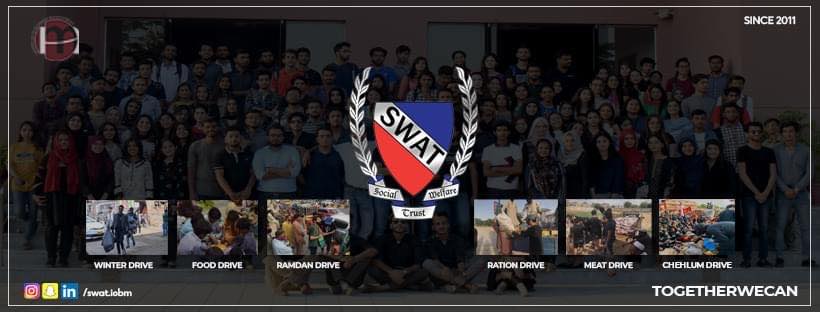 SINCE 2011
SWAT
Social Welfare
Trust
WINTER DRIVE
FOOD DRIVE
RAMDAN DRIVE
RATION DRIVE
MEAT DRIVE
CHEHLUM DRIVE
/swat.iobm
TOGETHERWECAN